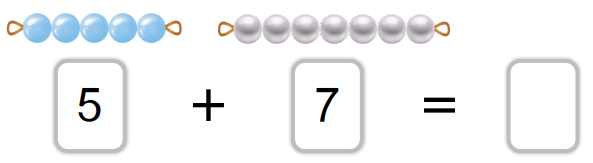 5 + 7 =